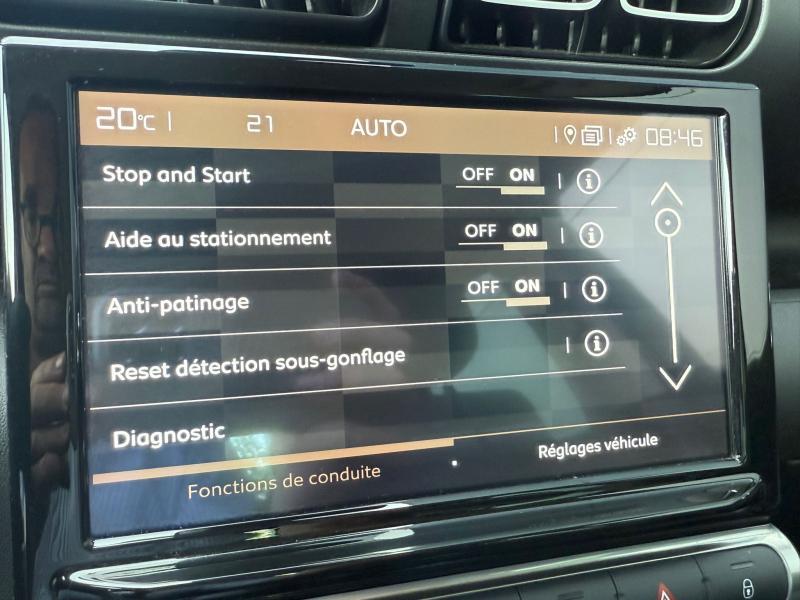 20°C 21 AUTO 08:46
Stop and Start OFF ON
Aide au stationnement OFF ON
Anti-patinage OFF ON
Reset détection sous-gonflage
Diagnostic
Fonctions de conduite Réglages véhicule